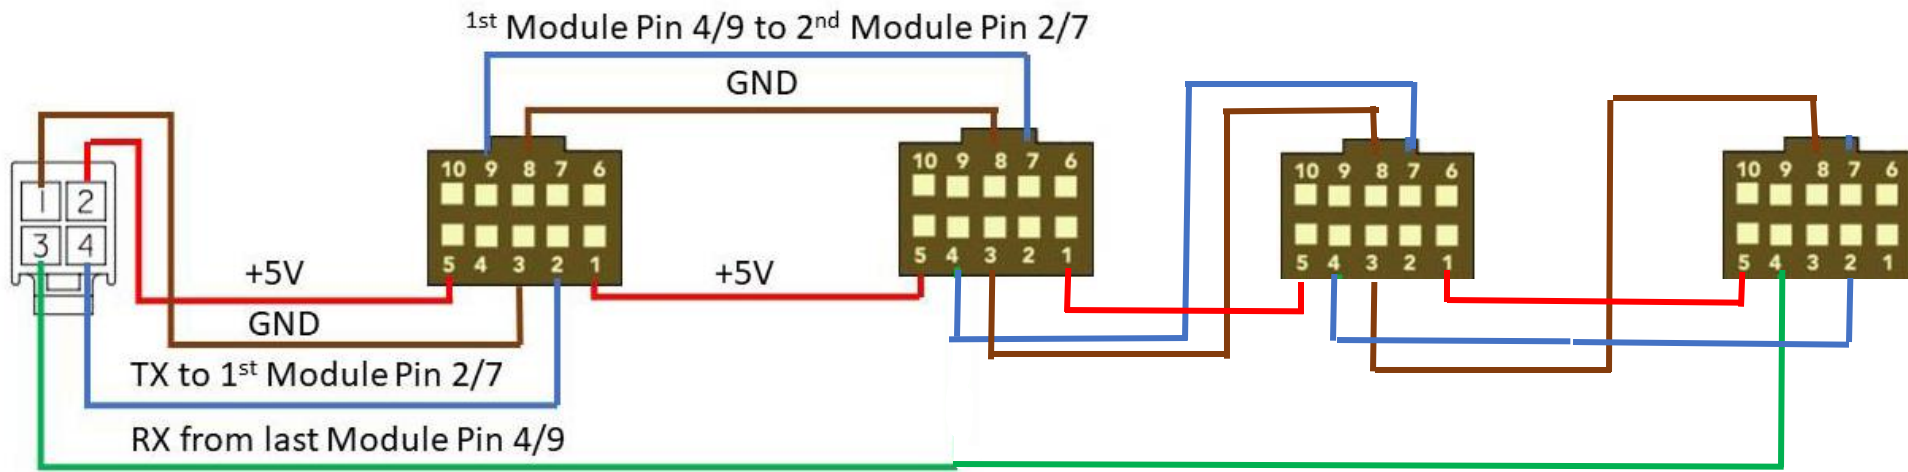 1st Module Pin 4/9 to 2nd Module Pin 2/7
GND
1 2
3 4
10 9 8 7 6
5 4 3 2 1
10 9 8 7 6
5 4 3 2 1
10 9 8 7 6
5 4 3 2 1
10 9 8 7 6
5 4 3 2 1
+5V
+5V
GND
TX to 1st Module Pin 2/7
RX from last Module Pin 4/9